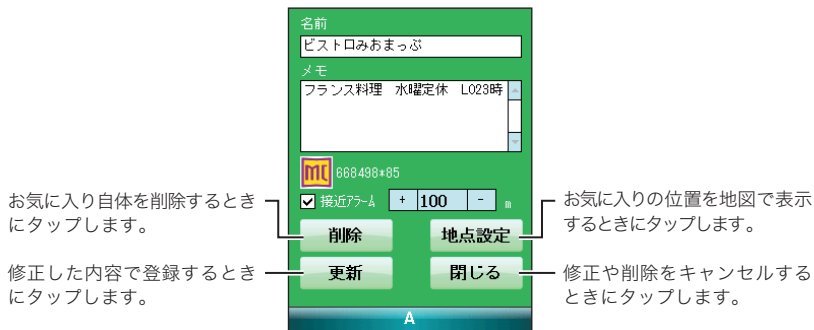 名前
ビストロみおまっぷ
メモ
フランス料理　水曜定休　LO23時
668498*85
接近ｱﾗｰﾑ + 100 - m
お気に入り自体を削除するとき
にタップします。
削除
地点設定
お気に入りの位置を地図で表示
するときにタップします。
修正した内容で登録するとき
にタップします。
更新
閉じる
修正や削除をキャンセルする
ときにタップします。
A